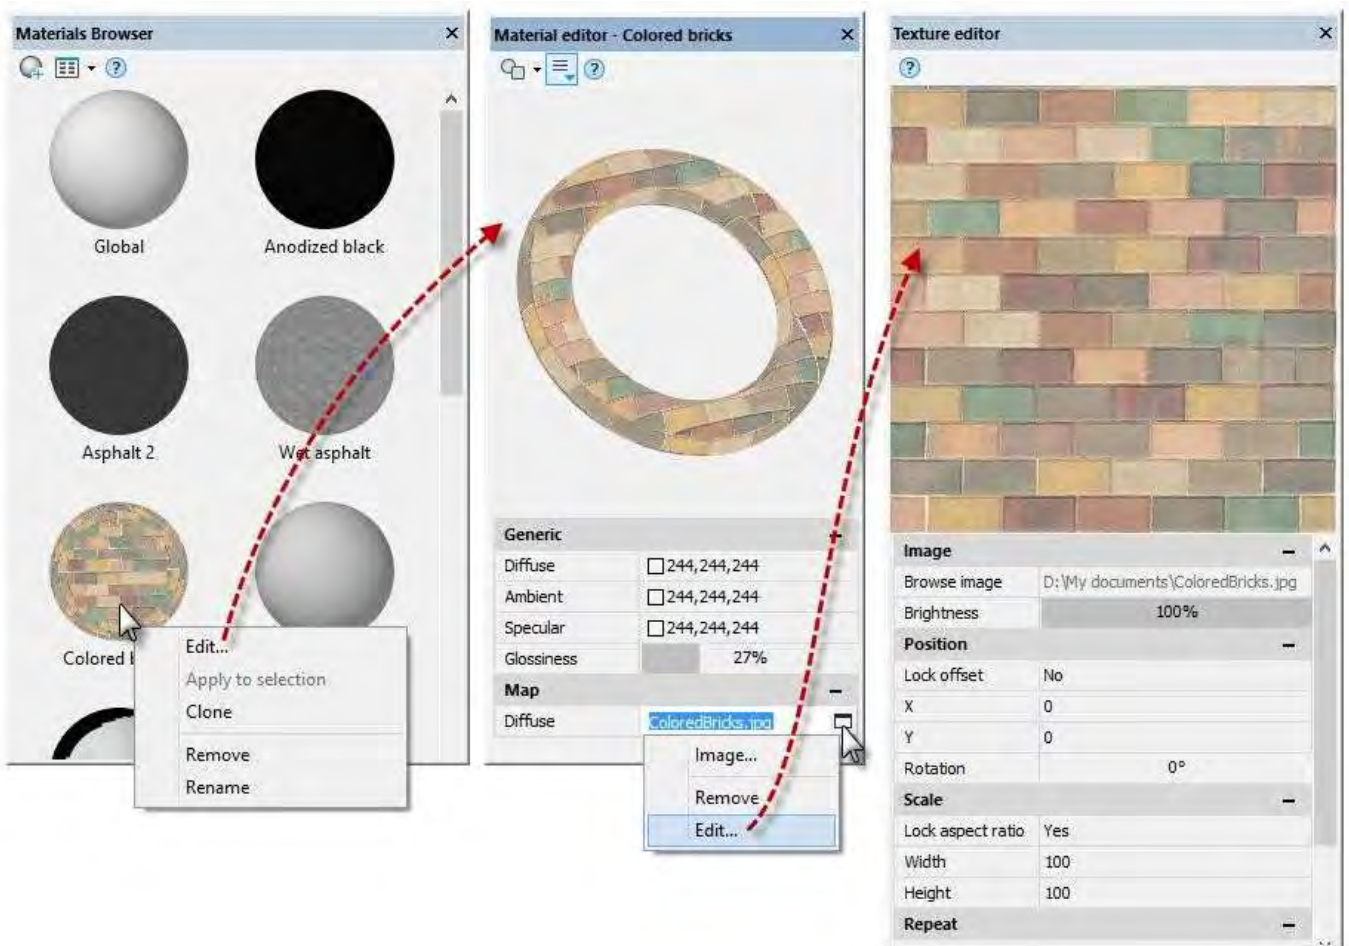 Materials Browser
Global
Anodized black
Asphalt 2
Wet asphalt
Colored b
Edit...
Apply to selection
Clone
Remove
Rename
Material editor - Colored bricks
Generic
Diffuse 244,244,244
Ambient 244,244,244
Specular 244,244,244
Glossiness 27%
Map
Diffuse ColoredBricks.jpg
Image...
Remove
Edit...
Texture editor
Image
Browse image D:\My documents\ColoredBricks.jpg
Brightness 100%
Position
Lock offset No
X 0
Y 0
Rotation 0°
Scale
Lock aspect ratio Yes
Width 100
Height 100
Repeat